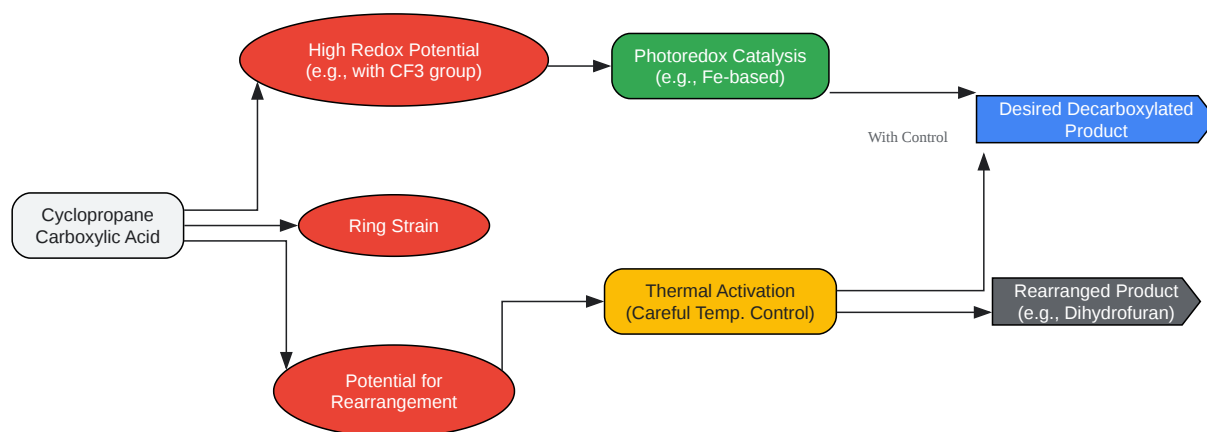 High Redox Potential
(e.g., with CF3 group)
Photoredox Catalysis
(e.g., Fe-based)
Desired Decarboxylated
Product
With Control
Cyclopropane
Carboxylic Acid
Ring Strain
Thermal Activation
(Careful Temp. Control)
Rearranged Product
(e.g., Dihydrofuran)
Potential for
Rearrangement